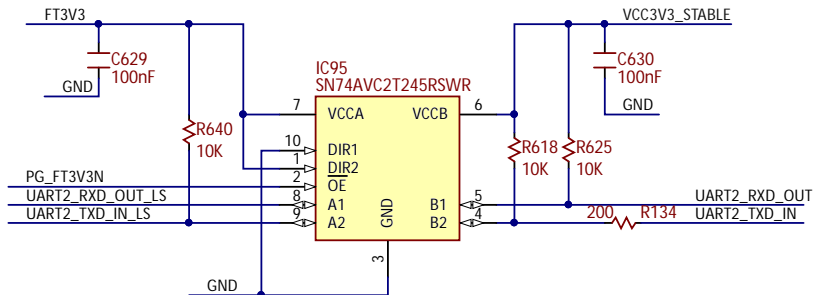 FT3V3
VCC3V3_STABLE
C629
100nF
GND
IC95
SN74AVC2T245RSWR
C630
100nF
GND
7 VCCA VCCB 6
R640
10K
R618
10K
R625
10K
10 DIR1
1 DIR2
PG_FT3V3N 2 OE
UART2_RXD_OUT_LS 8 A1 B1 5 UART2_RXD_OUT
UART2_TXD_IN_LS 9 A2 B2 4 200 R134 UART2_TXD_IN
GND
3
GND